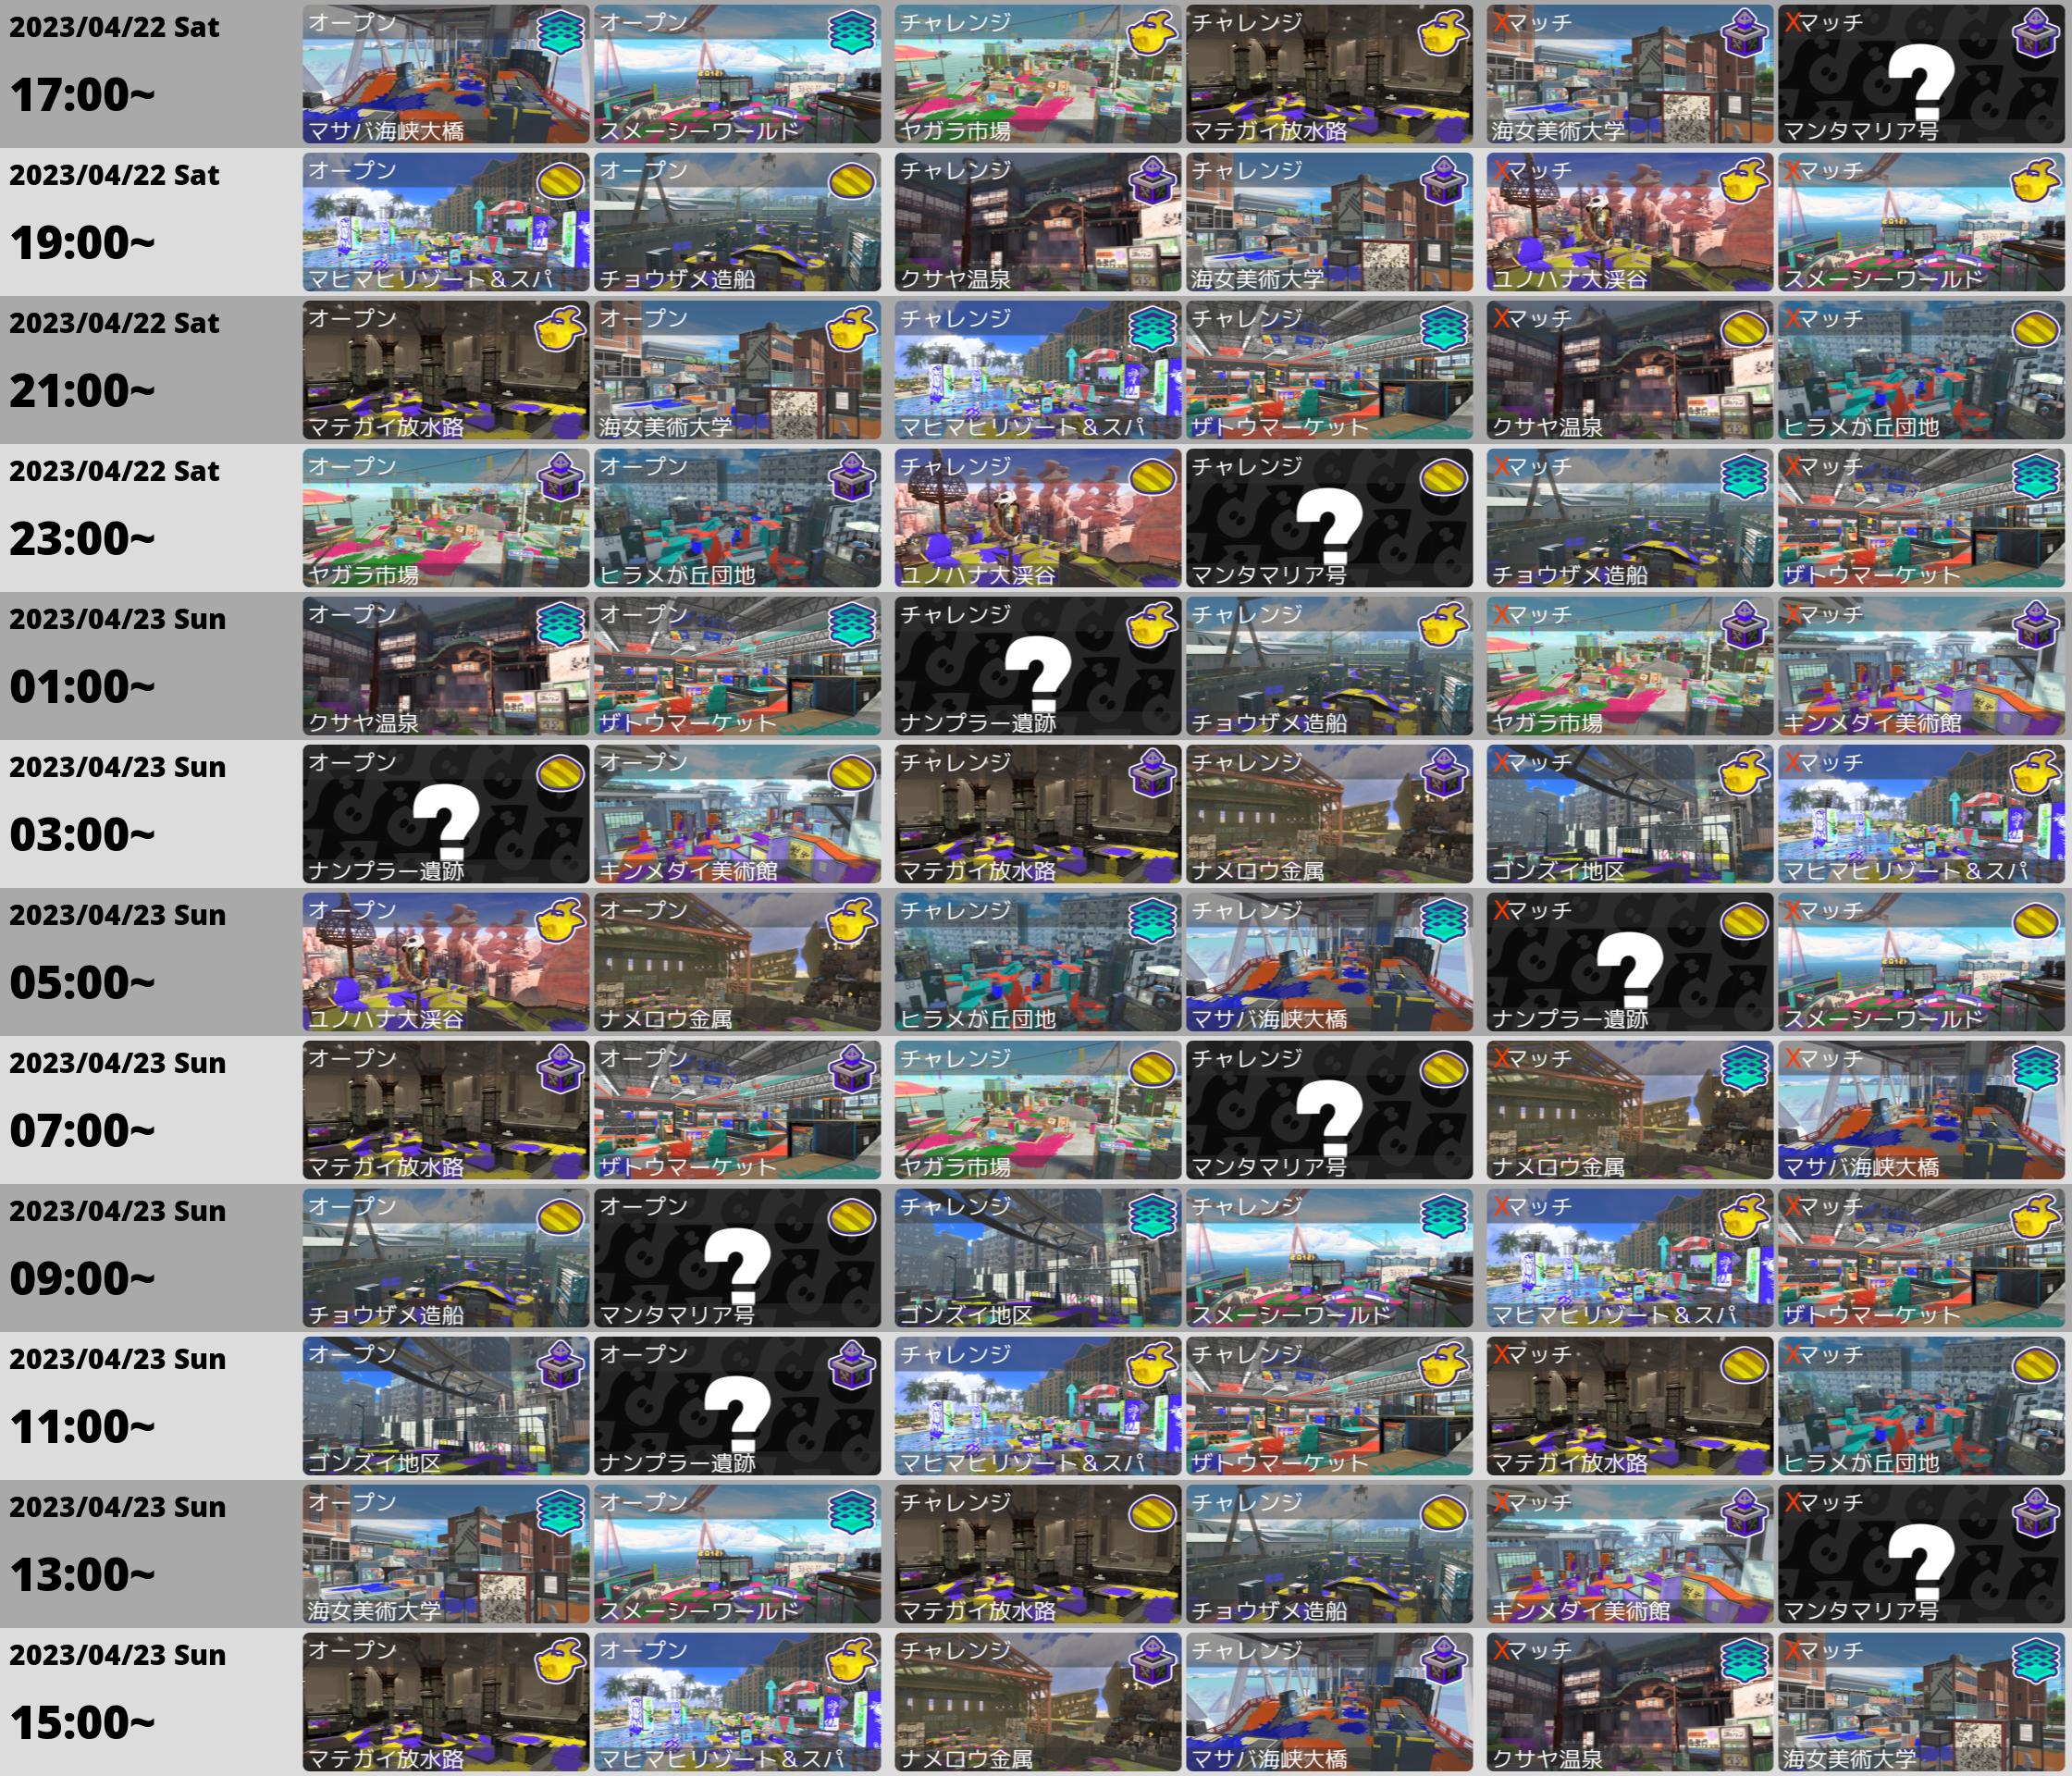 2023/04/22 Sat
17:00~
オープン
マサバ海峡大橋
オープン
スメーシーワールド
チャレンジ
ヤガラ市場
チャレンジ
マテガイ放水路
Xマッチ
海女美術大学
Xマッチ
?
マンタマリア号
2023/04/22 Sat
19:00~
オープン
マヒマヒリゾート＆スパ
オープン
チョウザメ造船
チャレンジ
クサヤ温泉
チャレンジ
海女美術大学
Xマッチ
ユノハナ大渓谷
Xマッチ
スメーシーワールド
2023/04/22 Sat
21:00~
オープン
マテガイ放水路
オープン
海女美術大学
チャレンジ
マヒマヒリゾート＆スパ
チャレンジ
ザトウマーケット
Xマッチ
クサヤ温泉
Xマッチ
ヒラメが丘団地
2023/04/22 Sat
23:00~
オープン
ヤガラ市場
オープン
ヒラメが丘団地
チャレンジ
ユノハナ大渓谷
チャレンジ
?
マンタマリア号
Xマッチ
チョウザメ造船
Xマッチ
ザトウマーケット
2023/04/23 Sun
01:00~
オープン
クサヤ温泉
オープン
ザトウマーケット
チャレンジ
?
ナンプラー遺跡
チャレンジ
チョウザメ造船
Xマッチ
ヤガラ市場
Xマッチ
キンメダイ美術館
2023/04/23 Sun
03:00~
オープン
?
ナンプラー遺跡
オープン
キンメダイ美術館
チャレンジ
マテガイ放水路
チャレンジ
ナメロウ金属
Xマッチ
ゴンズイ地区
Xマッチ
マヒマヒリゾート＆スパ
2023/04/23 Sun
05:00~
オープン
ユノハナ大渓谷
オープン
ナメロウ金属
チャレンジ
ヒラメが丘団地
チャレンジ
マサバ海峡大橋
Xマッチ
?
ナンプラー遺跡
Xマッチ
スメーシーワールド
2023/04/23 Sun
07:00~
オープン
マテガイ放水路
オープン
ザトウマーケット
チャレンジ
ヤガラ市場
チャレンジ
?
マンタマリア号
Xマッチ
ナメロウ金属
Xマッチ
マサバ海峡大橋
2023/04/23 Sun
09:00~
オープン
チョウザメ造船
オープン
?
マンタマリア号
チャレンジ
ゴンズイ地区
チャレンジ
スメーシーワールド
Xマッチ
マヒマヒリゾート＆スパ
Xマッチ
ザトウマーケット
2023/04/23 Sun
11:00~
オープン
ゴンズイ地区
オープン
?
ナンプラー遺跡
チャレンジ
マヒマヒリゾート＆スパ
チャレンジ
ザトウマーケット
Xマッチ
マテガイ放水路
Xマッチ
ヒラメが丘団地
2023/04/23 Sun
13:00~
オープン
海女美術大学
オープン
スメーシーワールド
チャレンジ
マテガイ放水路
チャレンジ
チョウザメ造船
Xマッチ
キンメダイ美術館
Xマッチ
?
マンタマリア号
2023/04/23 Sun
15:00~
オープン
マテガイ放水路
オープン
マヒマヒリゾート＆スパ
チャレンジ
ナメロウ金属
チャレンジ
マサバ海峡大橋
Xマッチ
クサヤ温泉
Xマッチ
海女美術大学